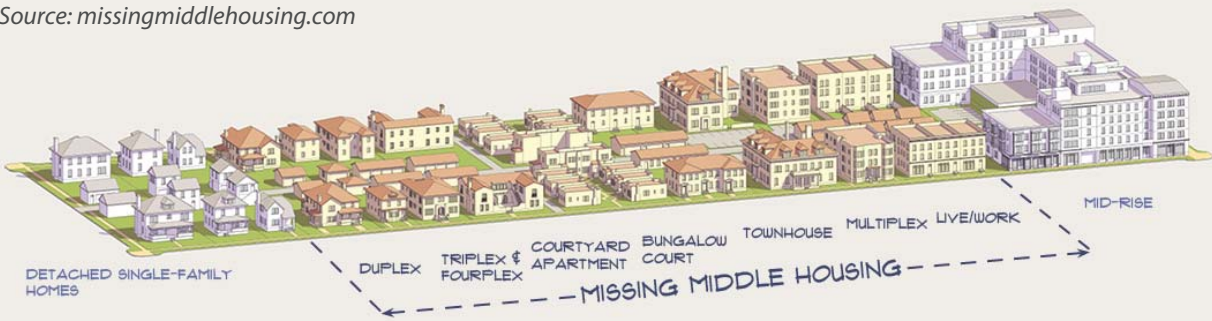 Source: missingmiddlehousing.com
DETACHED SINGLE-FAMILY
HOMES
DUPLEX
TRIPLEX &
FOURPLEX
COURTYARD
APARTMENT
BUNGALOW
COURT
TOWNHOUSE
MULTIPLEX
LIVE/WORK
MID-RISE
MISSING MIDDLE HOUSING